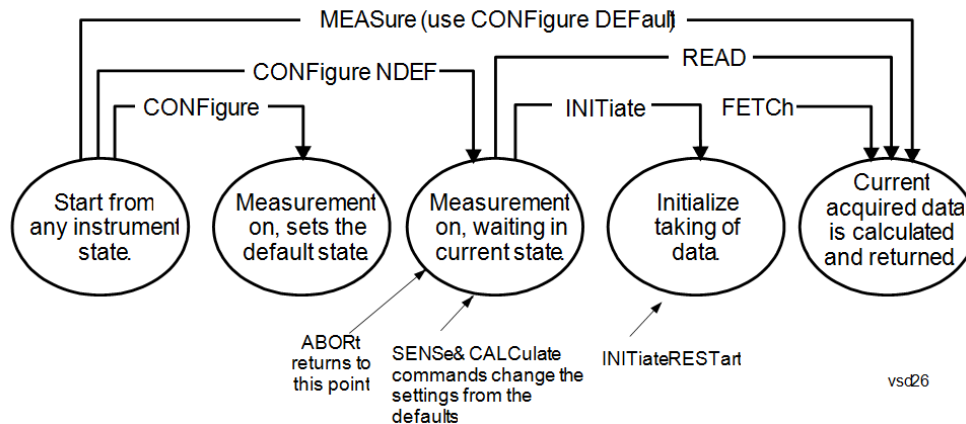 MEASure (use CONFigure DEFault)
CONFigure NDEF
READ
CONFigure
INITiate
FETCh
Start from
any instrument
state.
Measurement
on, sets the
default state.
Measurement
on, waiting in
current state.
Initialize
taking of
data.
Current
acquired data
is calculated
and returned.
ABORt
returns to
this point
SENSe& CALCulate
commands change the
settings from the
defaults
INITiateRESTart
vsd26